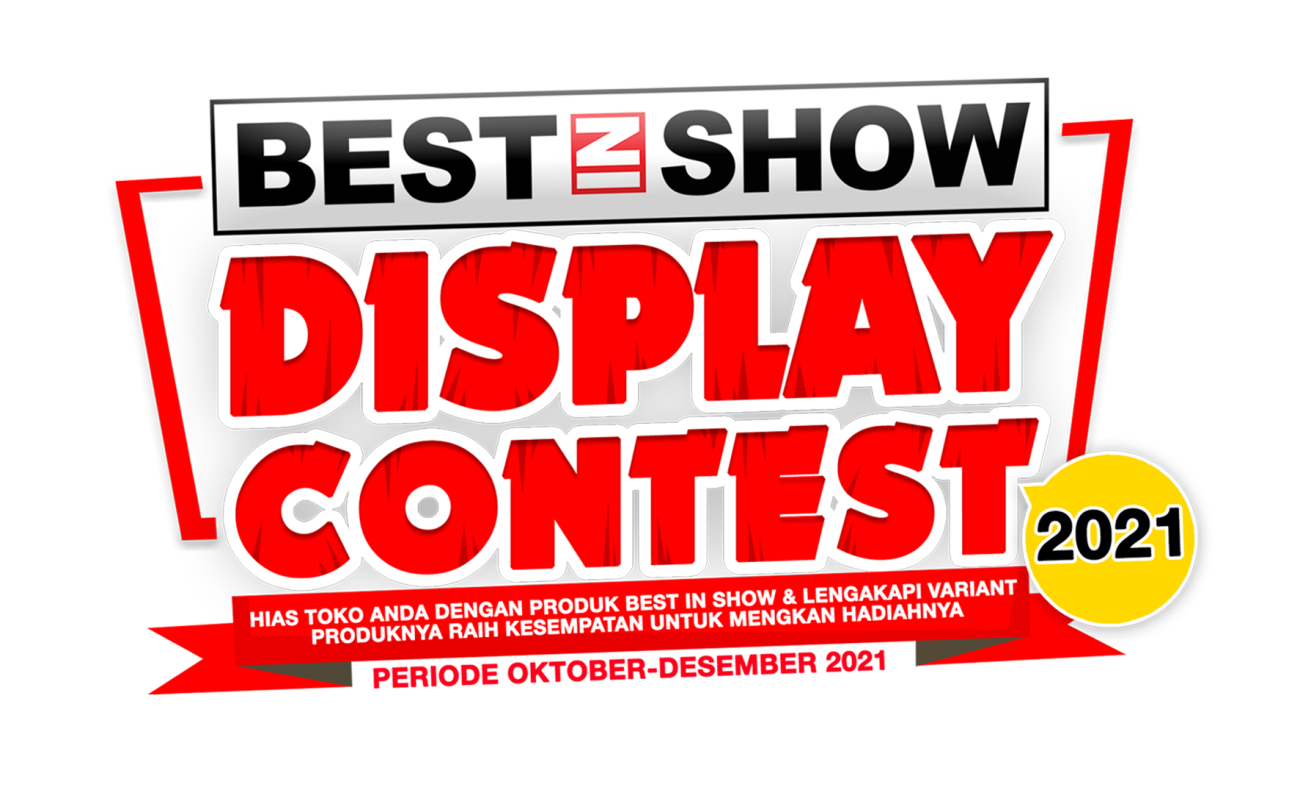 BEST IN SHOW
DISPLAY
CONTEST
2021
HIAS TOKO ANDA DENGAN PRODUK BEST IN SHOW & LENGAKAPI VARIANT
PRODUKNYA RAIH KESEMPATAN UNTUK MENGKAN HADIAHNYA
PERIODE OKTOBER-DESEMBER 2021